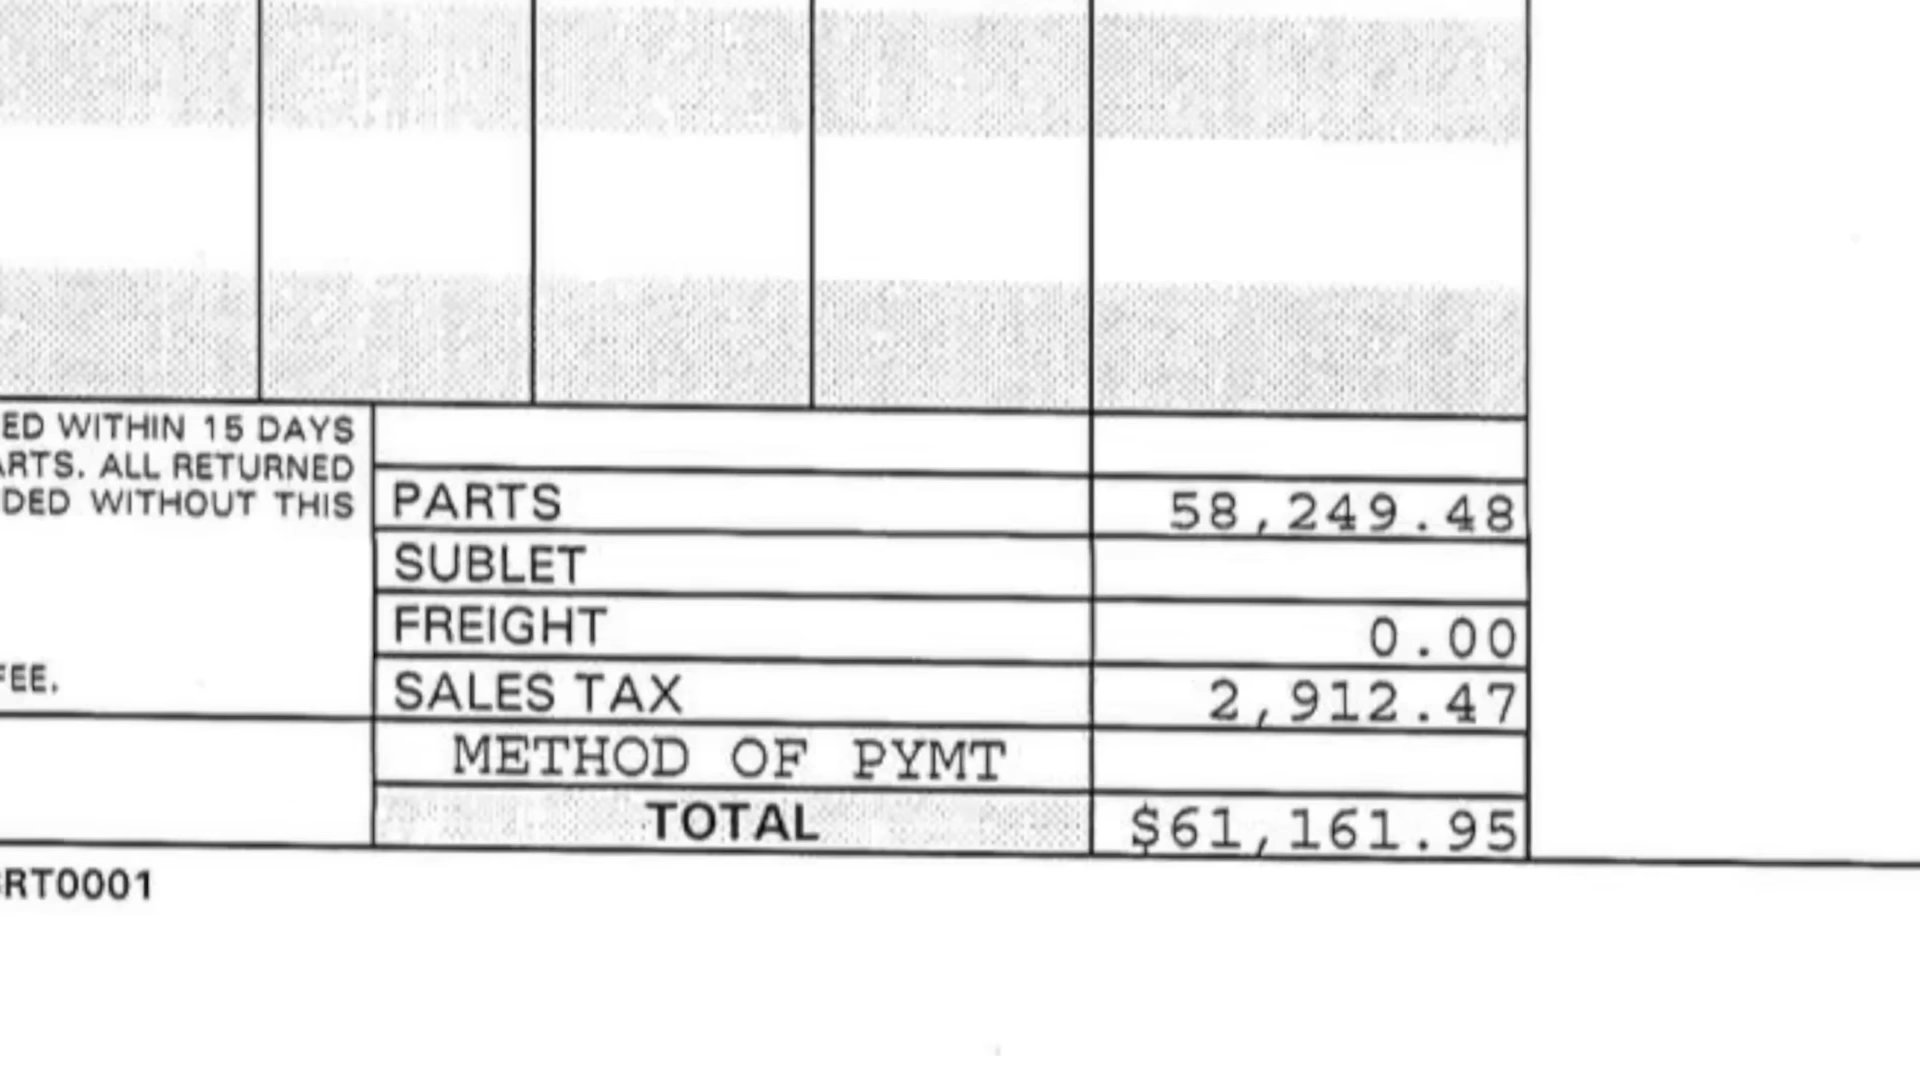 ED WITHIN 15 DAYS
ARTS. ALL RETURNED
DED WITHOUT THIS
FEE.
PARTS 58,249.48
SUBLET
FREIGHT 0.00
SALES TAX 2,912.47
METHOD OF PYMT
TOTAL $61,161.95
RT0001